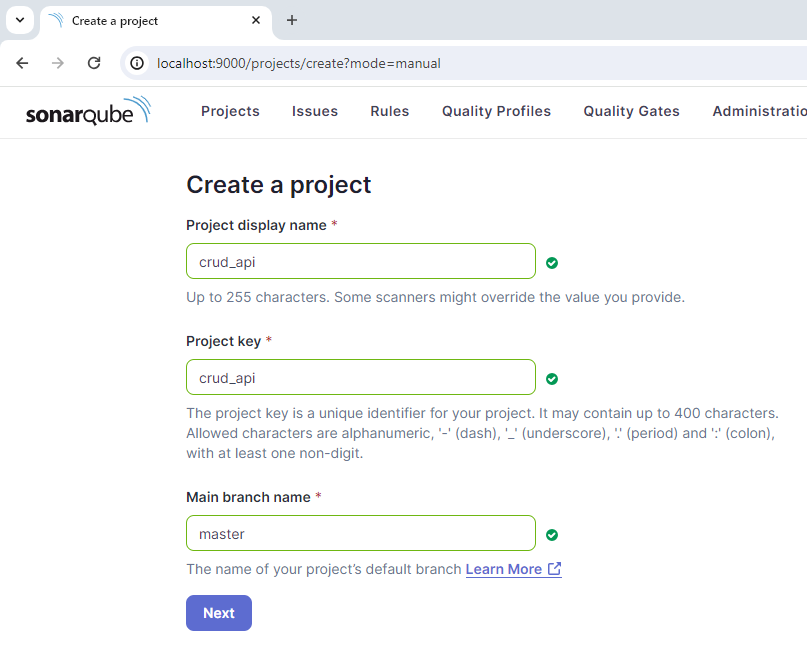 Create a project
localhost:9000/projects/create?mode=manual
sonarqube Projects Issues Rules Quality Profiles Quality Gates Administratio
Create a project
Project display name *
crud_api
Up to 255 characters. Some scanners might override the value you provide.
Project key *
crud_api
The project key is a unique identifier for your project. It may contain up to 400 characters.
Allowed characters are alphanumeric, '-' (dash), '_' (underscore), '.' (period) and ':' (colon),
with at least one non-digit.
Main branch name *
master
The name of your project’s default branch Learn More
Next